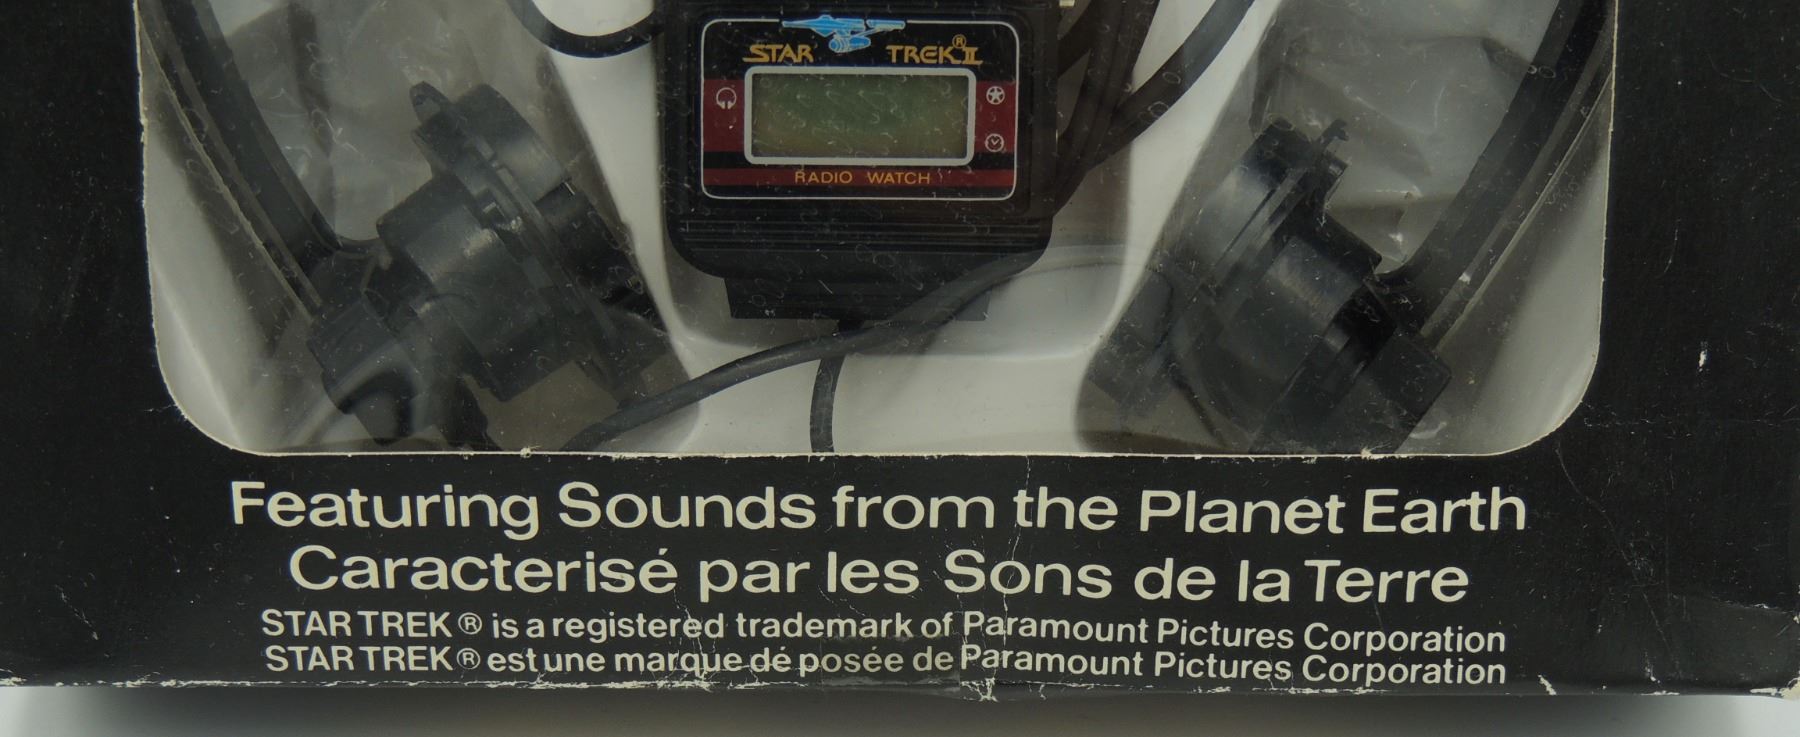 STAR TREK® II
RADIO WATCH
Featuring Sounds from the Planet Earth
Caracterisé par les Sons de la Terre
STAR TREK ® is a registered trademark of Paramount Pictures Corporation
STAR TREK ® est une marque dé posée de Paramount Pictures Corporation